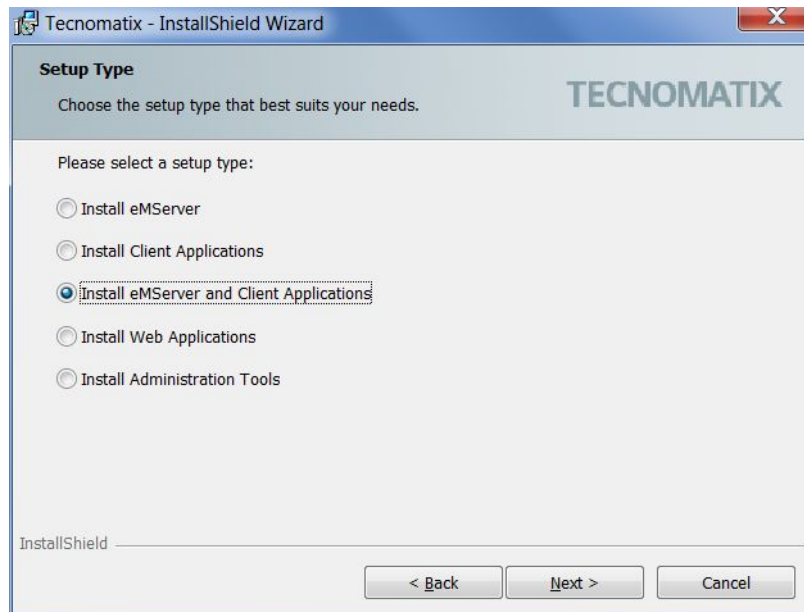 Tecnomatix - InstallShield Wizard
Setup Type
Choose the setup type that best suits your needs.
TECNOMATIX
Please select a setup type:
Install eMServer
Install Client Applications
Install eMServer and Client Applications
Install Web Applications
Install Administration Tools
InstallShield
< Back
Next >
Cancel